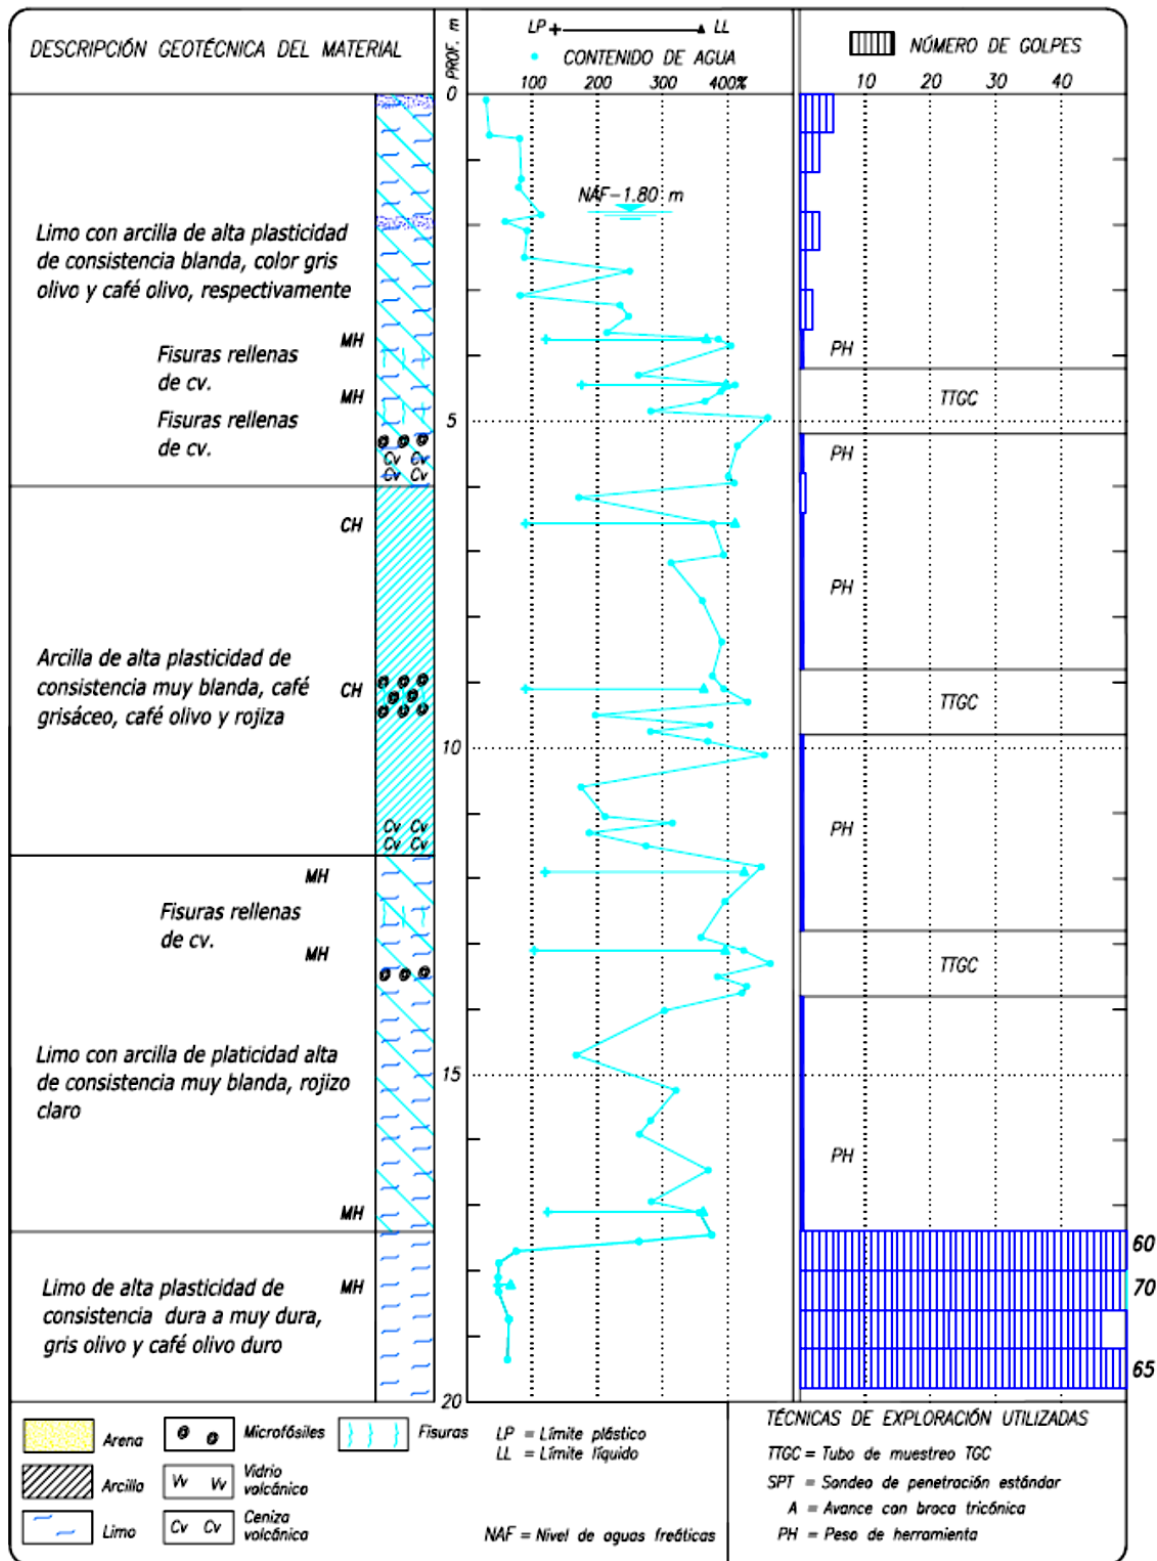 DESCRIPCIÓN GEOTÉCNICA DEL MATERIAL
PROF. m
LP LL
CONTENIDO DE AGUA
100 200 300 400%
NÚMERO DE GOLPES
10 20 30 40
0
NAF-1.80 m
Limo con arcilla de alta plasticidad
de consistencia blanda, color gris
olivo y café olivo, respectivamente
MH
Fisuras rellenas
de cv.
PH
MH
TTGC
Fisuras rellenas
de cv.
5
PH
Cv Cv
Cv Cv
CH
PH
Arcilla de alta plasticidad de
consistencia muy blanda, café
grisáceo, café olivo y rojiza
CH
TTGC
10
PH
Cv Cv
Cv Cv
MH
Fisuras rellenas
de cv.
MH
TTGC
Limo con arcilla de platicidad alta
de consistencia muy blanda, rojizo
claro
15
PH
MH
60
Limo de alta plasticidad de
consistencia dura a muy dura,
gris olivo y café olivo duro
MH
70
65
20
Arena
Microfósiles
Fisuras
Arcilla
Vv Vv
Vidrio
volcánico
Limo
Cv Cv
Ceniza
volcánica
LP = Límite plástico
LL = Límite líquido
NAF = Nivel de aguas freáticas
TÉCNICAS DE EXPLORACIÓN UTILIZADAS
TTGC = Tubo de muestreo TGC
SPT = Sondeo de penetración estándar
A = Avance con broca tricónica
PH = Peso de herramienta